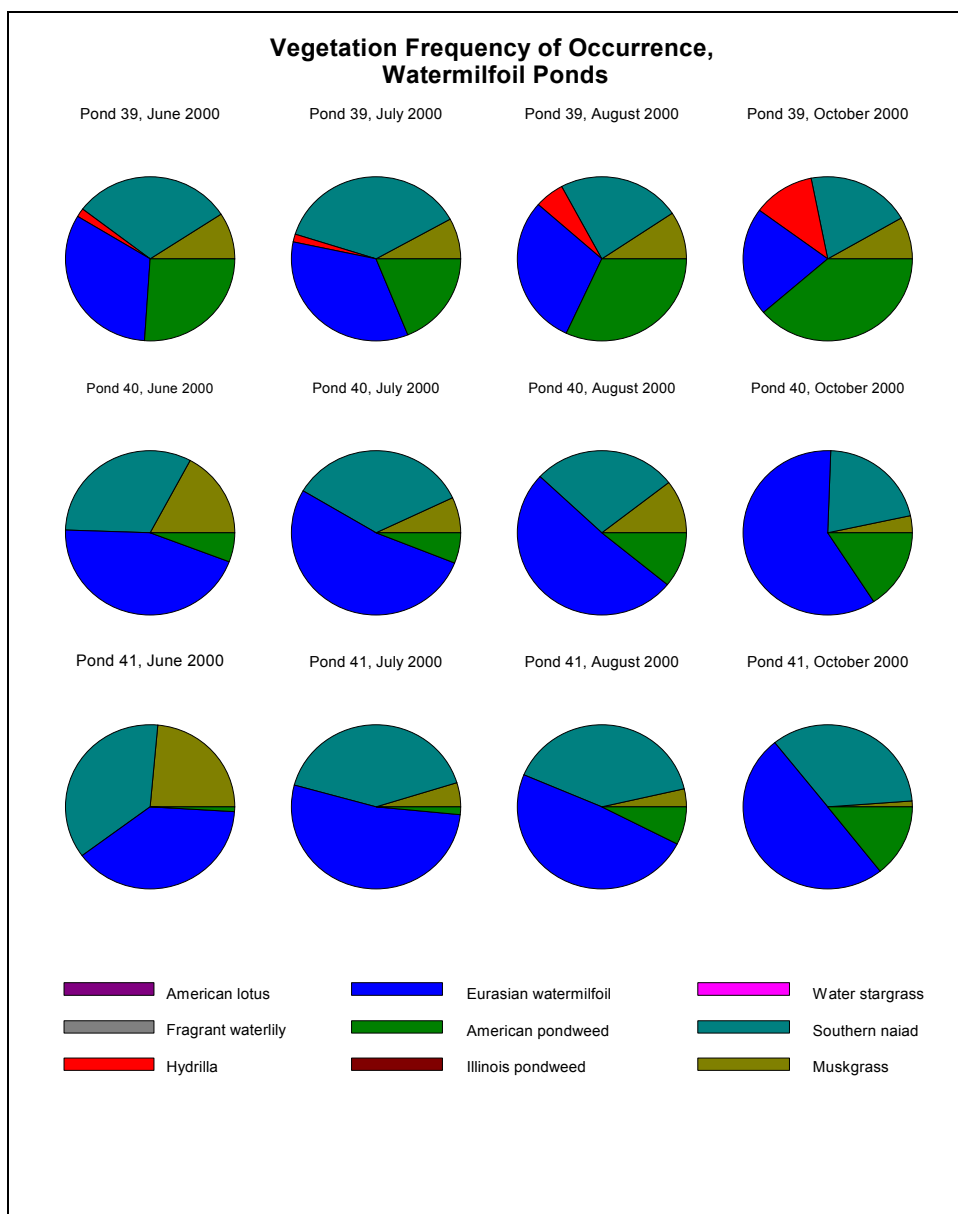 Vegetation Frequency of Occurrence,
Watermilfoil Ponds
Pond 39, June 2000
Pond 39, July 2000
Pond 39, August 2000
Pond 39, October 2000
Pond 40, June 2000
Pond 40, July 2000
Pond 40, August 2000
Pond 40, October 2000
Pond 41, June 2000
Pond 41, July 2000
Pond 41, August 2000
Pond 41, October 2000
American lotus
Eurasian watermilfoil
Water stargrass
Fragrant waterlily
American pondweed
Southern naiad
Hydrilla
Illinois pondweed
Muskgrass